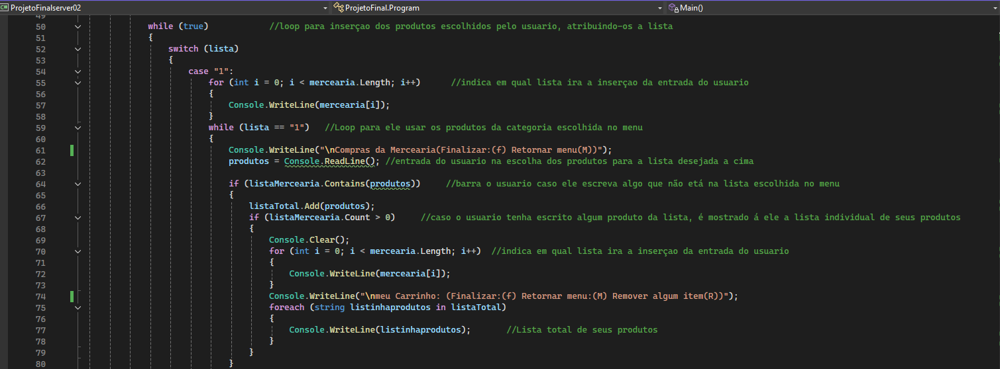 C# ProjetoFinalserver02 ProjetoFinal.Program Main()
49
50 while (true) //loop para inserçao dos produtos escolhidos pelo usuario, atribuindo-os a lista
51 {
52 switch (lista)
53 {
54 case "1":
55 for (int i = 0; i < mercearia.Length; i++) //indica em qual lista ira a inserçao da entrada do usuario
56 {
57 Console.WriteLine(mercearia[i]);
58 }
59 while (lista == "1") //Loop para ele usar os produtos da categoria escolhida no menu
60 {
61 Console.WriteLine("\nCompras da Mercearia(Finalizar:(f) Retornar menu(M))");
62 produtos = Console.ReadLine(); //entrada do usuario na escolha dos produtos para a lista desejada a cima
63
64 if (listaMercearia.Contains(produtos)) //barra o usuario caso ele escreva algo que não etá na lista escolhida no menu
65 {
66 listaTotal.Add(produtos);
67 if (listaMercearia.Count > 0) //caso o usuario tenha escrito algum produto da lista, é mostrado á ele a lista individual de seus produtos
68 {
69 Console.Clear();
70 for (int i = 0; i < mercearia.Length; i++) //indica em qual lista ira a inserçao da entrada do usuario
71 {
72 Console.WriteLine(mercearia[i]);
73 }
74 Console.WriteLine("\nmeu Carrinho: (Finalizar:(f) Retornar menu:(M) Remover algum item(R))");
75 foreach (string listinhaprodutos in listaTotal)
76 {
77 Console.WriteLine(listinhaprodutos); //Lista total de seus produtos
78 }
79 }
80 }